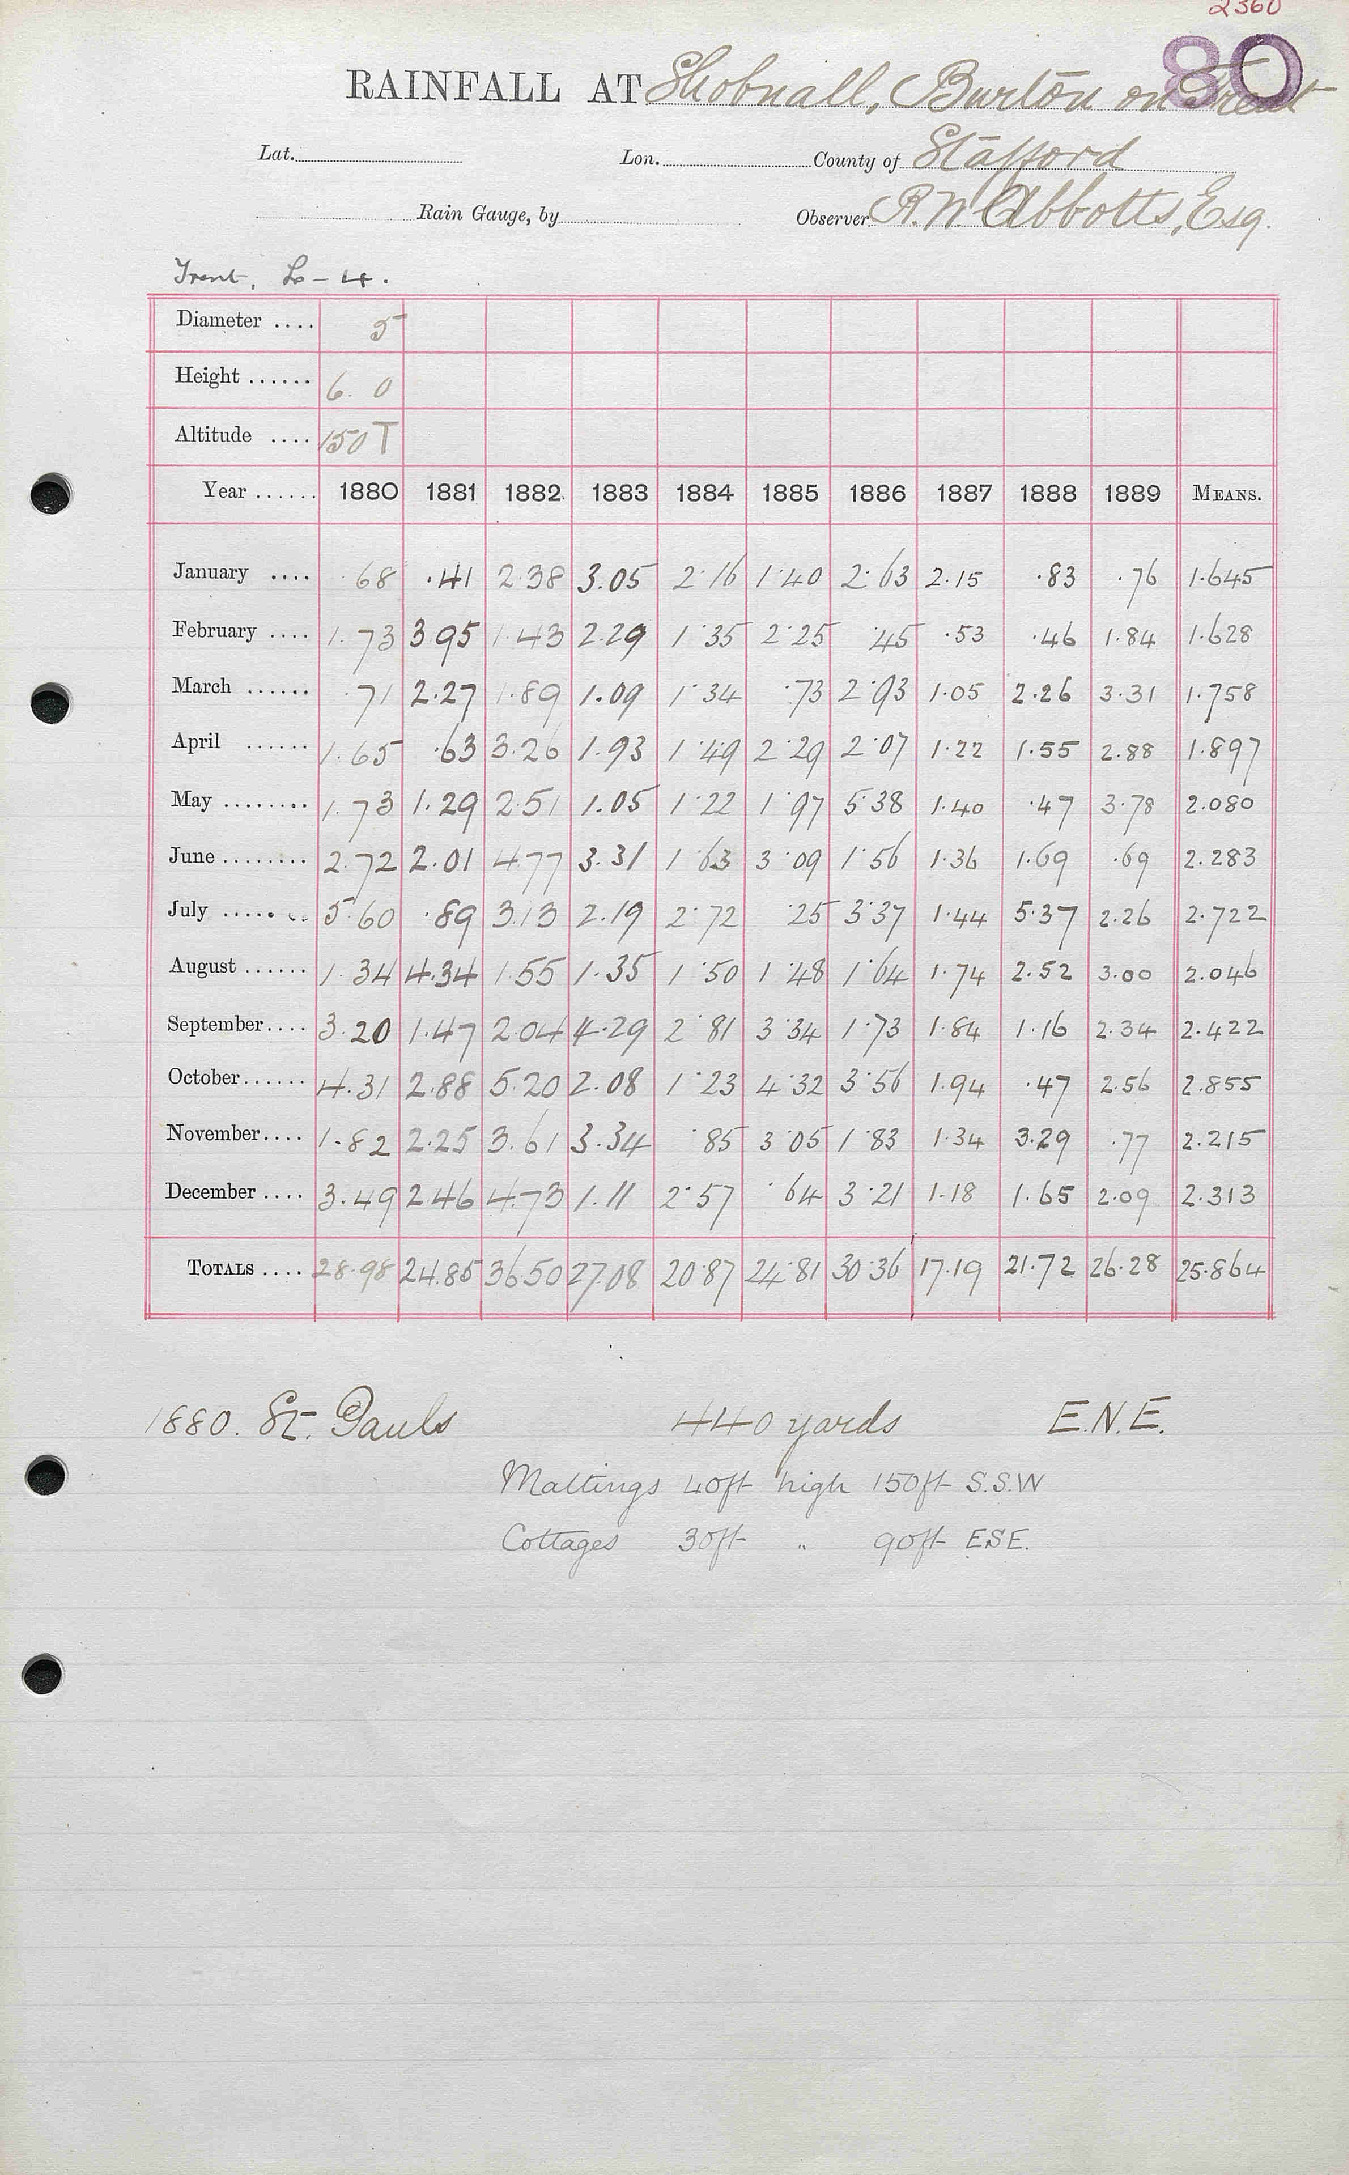 2360
80
RAINFALL AT Shobnall, Burton on Trent
Lat. Lon. County of Stafford
Rain Gauge, by Observer R. W. Abbotts, Esq.
Trent, L-4.
Diameter .... 5
Height ...... 6. 0
Altitude .... 150T
Year ...... 1880 1881 1882 1883 1884 1885 1886 1887 1888 1889 MEANS.
January .... .68 .41 2.38 3.05 2.16 1.40 2.63 2.15 .83 .76 1.645
February .... 1.73 3.95 1.43 2.29 1.35 2.25 .45 .53 .46 1.84 1.628
March ...... .71 2.27 1.89 1.09 1.34 .73 2.93 1.05 2.26 3.31 1.758
April ...... 1.65 .63 3.26 1.93 1.49 2.29 2.07 1.22 1.55 2.88 1.897
May ........ 1.73 1.29 2.51 1.05 1.22 1.97 5.38 1.40 .47 3.78 2.080
June ........ 2.72 2.01 4.77 3.31 1.63 3.09 1.56 1.36 1.69 .69 2.283
July ........ 5.60 .89 3.13 2.19 2.72 .25 3.37 1.44 5.37 2.26 2.722
August ...... 1.34 4.34 1.55 1.35 1.50 1.48 1.64 1.74 2.52 3.00 2.046
September.... 3.20 1.47 2.04 4.29 2.81 3.34 1.73 1.84 1.16 2.34 2.422
October...... 4.31 2.88 5.20 2.08 1.23 4.32 3.56 1.94 .47 2.56 2.855
November.... 1.82 2.25 3.61 3.34 .85 3.05 1.83 1.34 3.29 .77 2.215
December .... 3.49 2.46 4.73 1.11 2.57 .64 3.21 1.18 1.65 2.09 2.313
TOTALS .... 28.98 24.85 36.50 27.08 20.87 24.81 30.36 17.19 21.72 26.28 25.864
1880. St. Pauls 440 yards E.N.E.
Maltings 40ft high 150ft S.S.W
Cottages 30ft " 90ft ESE.